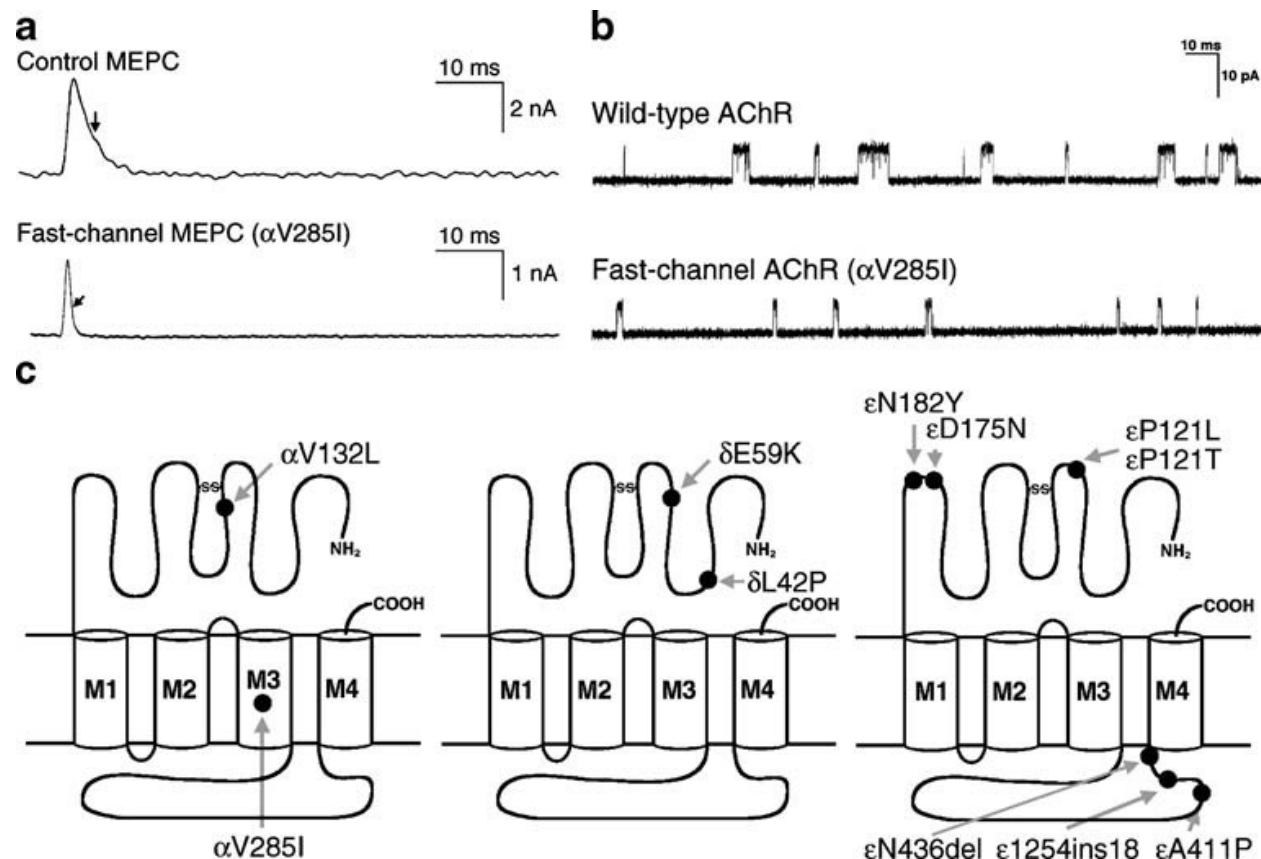 a
Control MEPC
10 ms
2 nA
Fast-channel MEPC (αV285I)
10 ms
1 nA
b
10 ms
10 pA
Wild-type AChR
Fast-channel AChR (αV285I)
c
αV132L
SS
NH₂
COOH
M1 M2 M3 M4
αV285I
δE59K
SS
NH₂
δL42P
COOH
M1 M2 M3 M4
εN182Y
εD175N
εP121L
εP121T
SS
NH₂
COOH
M1 M2 M3 M4
εN436del ε1254ins18 εA411P